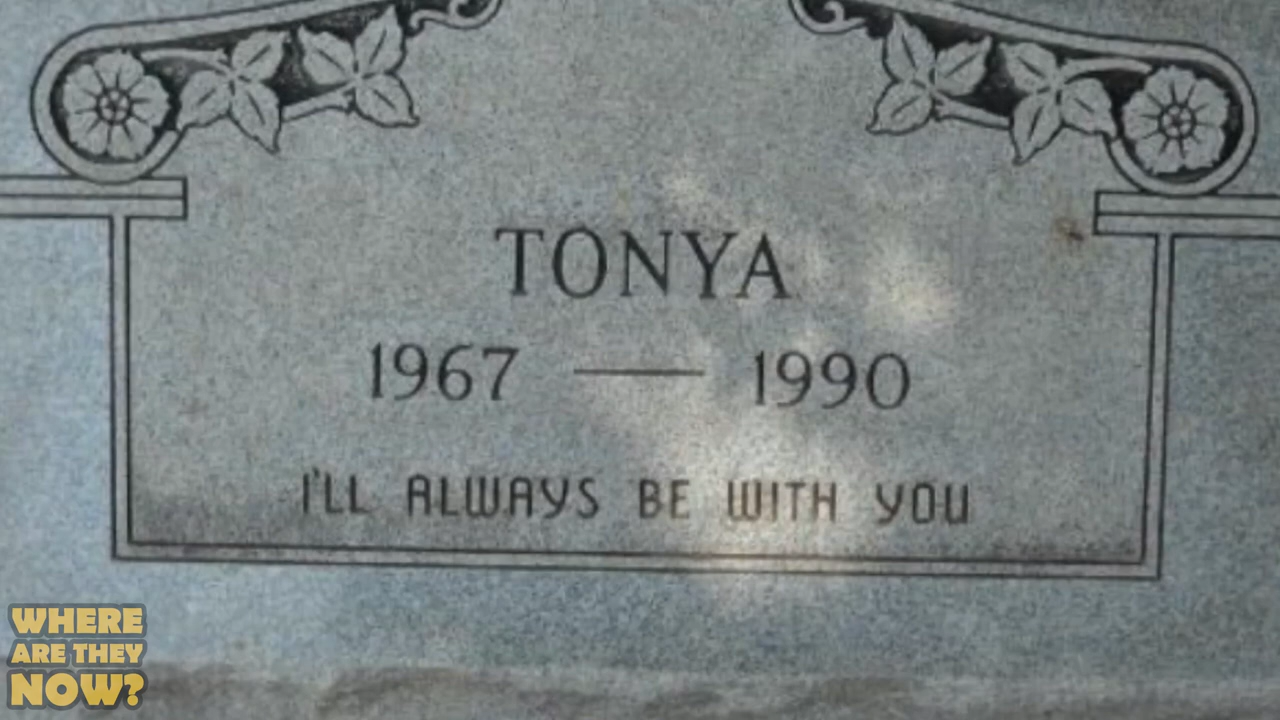 TONYA
1967 — 1990
I'LL ALWAYS BE WITH YOU
WHERE
ARE THEY
NOW?